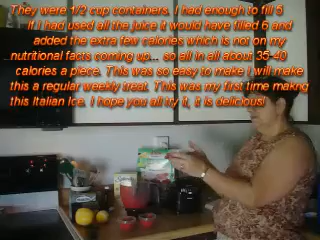 They were 1/2 cup containers. I had enough to fill 5
If I had used all the juice it would have filled 6 and
added the extra few calories which is not on my
nutritional facts coming up... so all in all about 35-40
calories a piece. This was so easy to make I will make
this a regular weekly treat. This was my first time making
this Italian Ice. I hope you all try it, it is delicious!